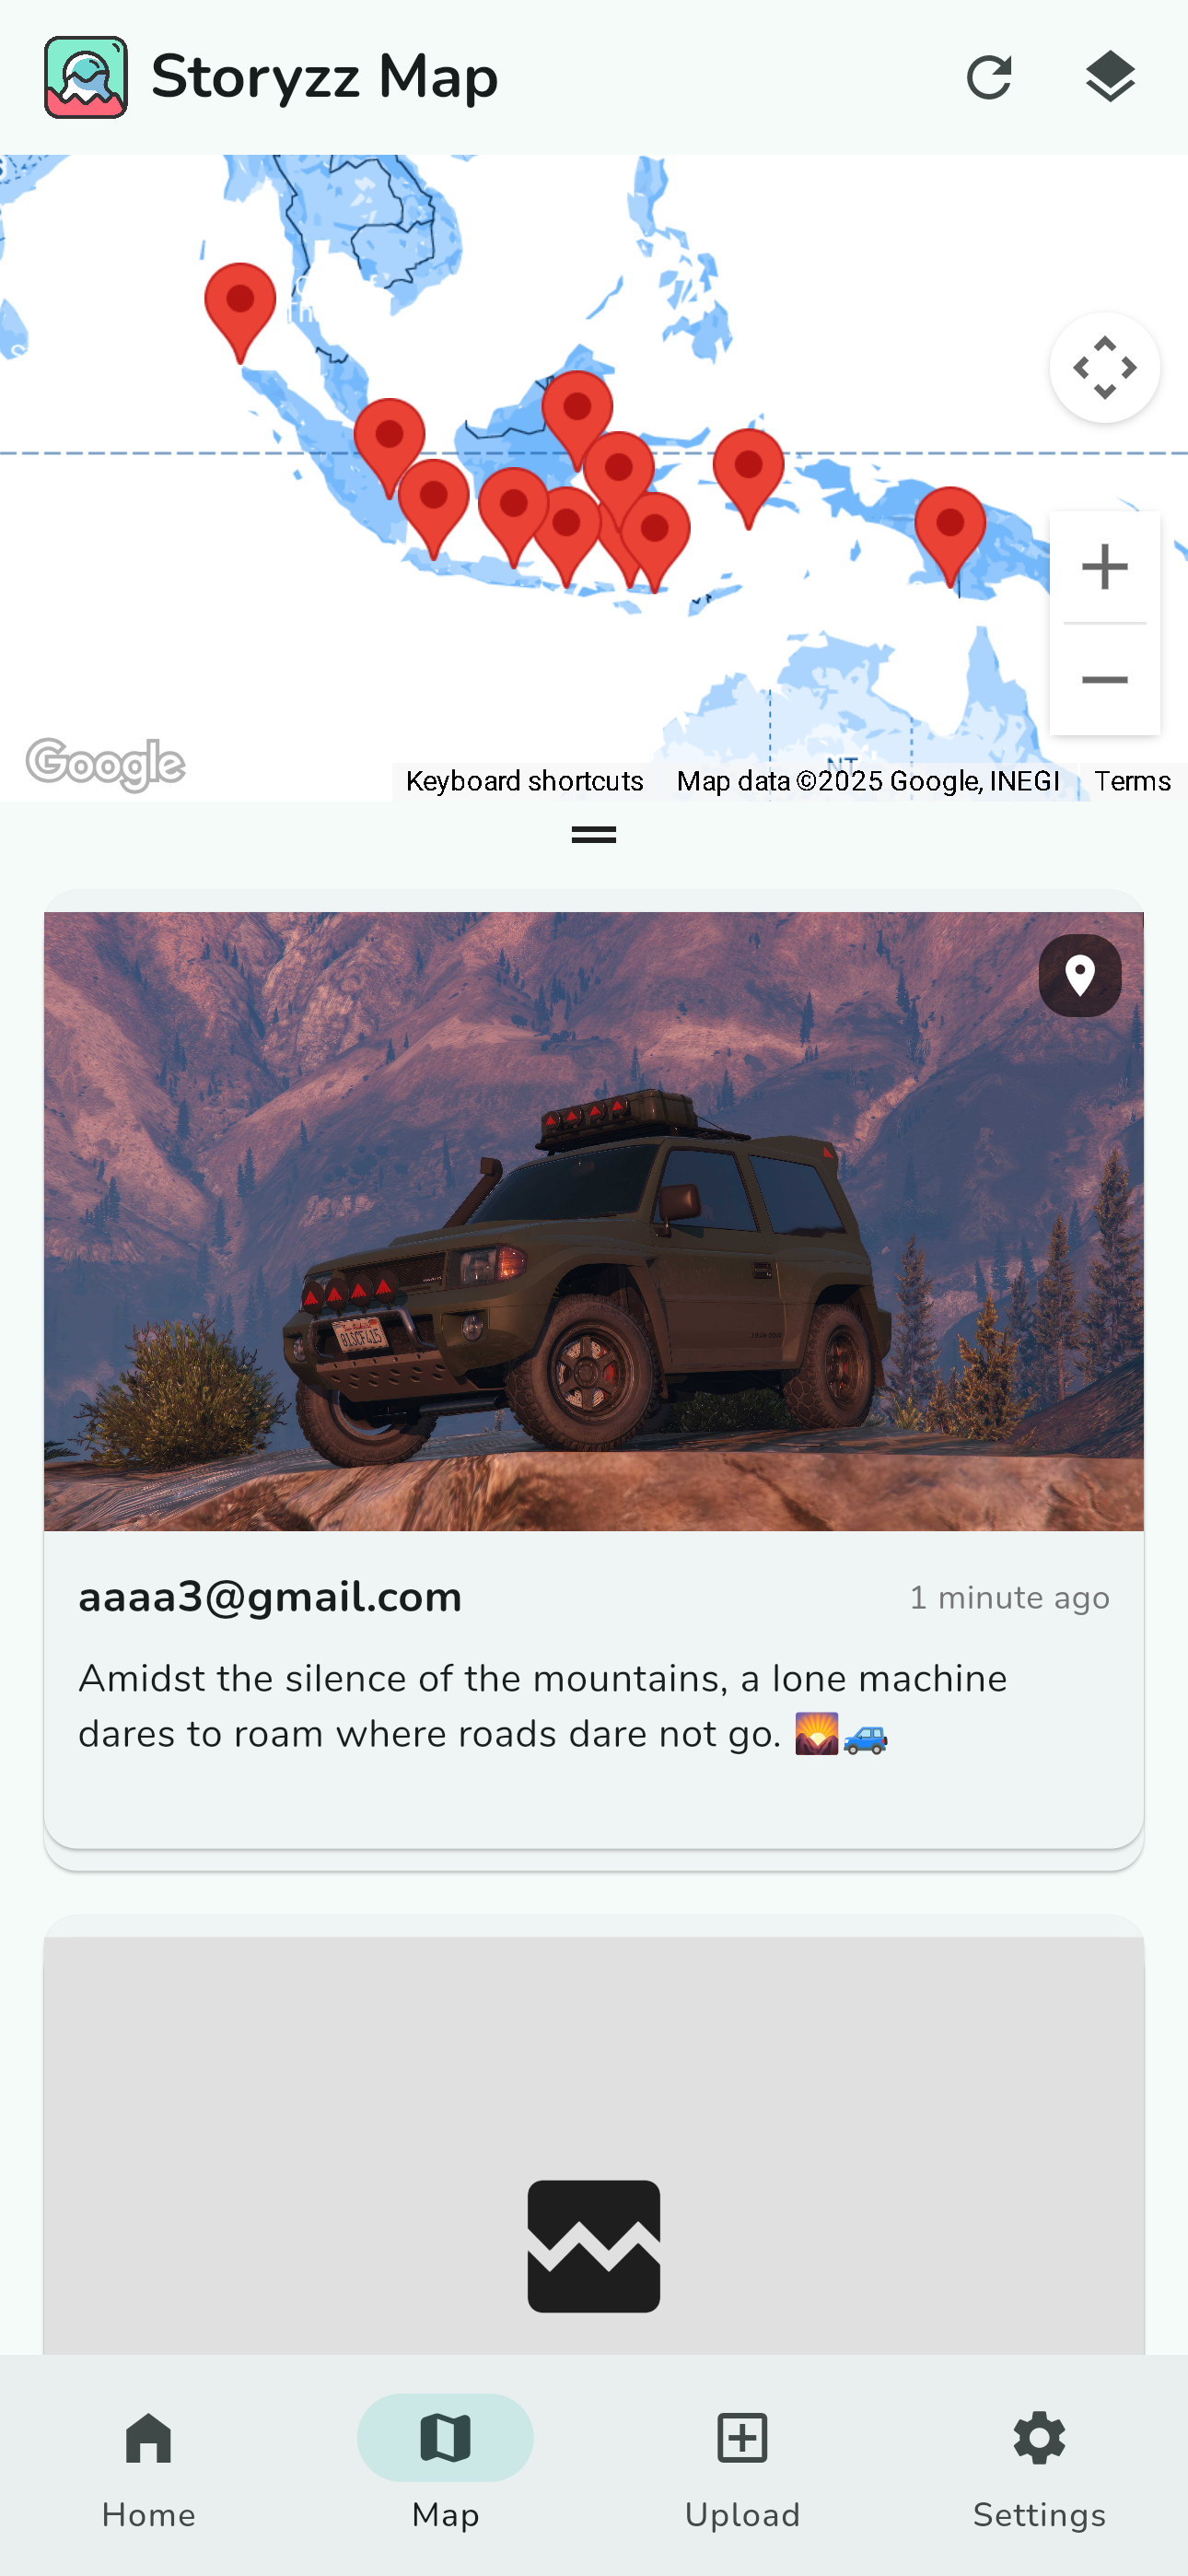 Storyzz Map
NT
Google
Keyboard shortcuts
Map data ©2025 Google, INEGI
Terms
aaaa3@gmail.com
1 minute ago
Amidst the silence of the mountains, a lone machine
dares to roam where roads dare not go. 🌄🚙
Home
Map
Upload
Settings